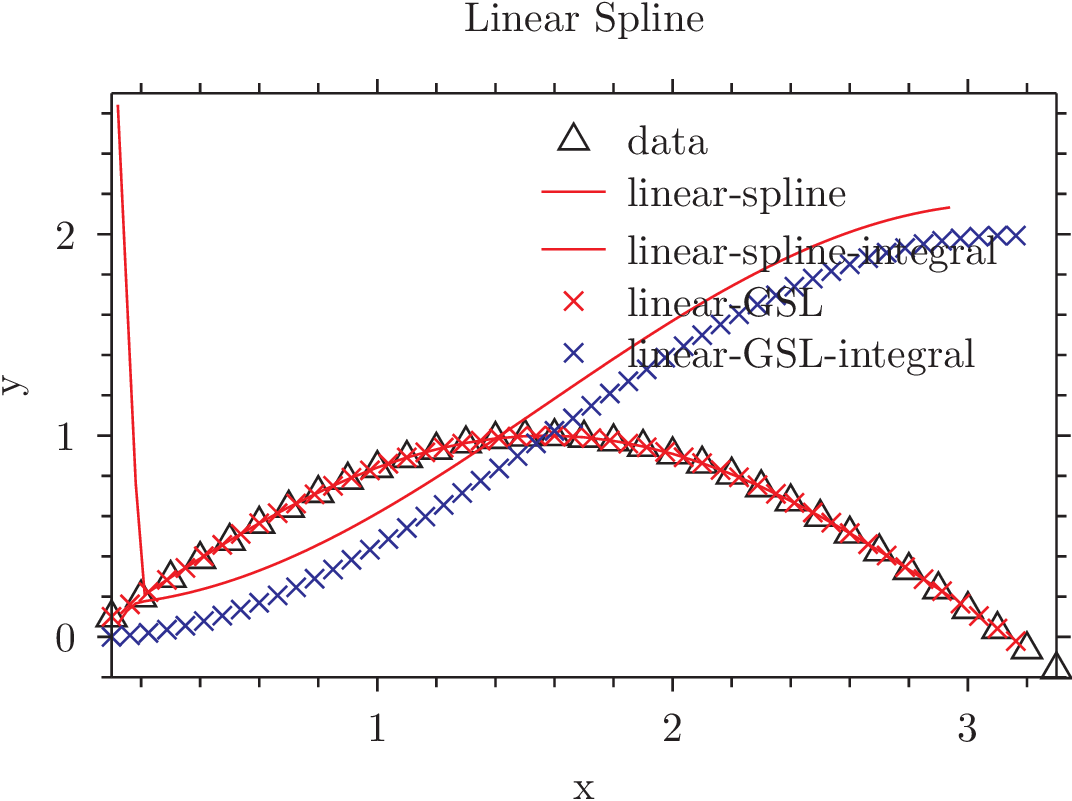 Linear Spline
data
linear-spline
2
linear-spline-integral
linear-GSL
linear-GSL-integral
y
1
0
1 2 3
x